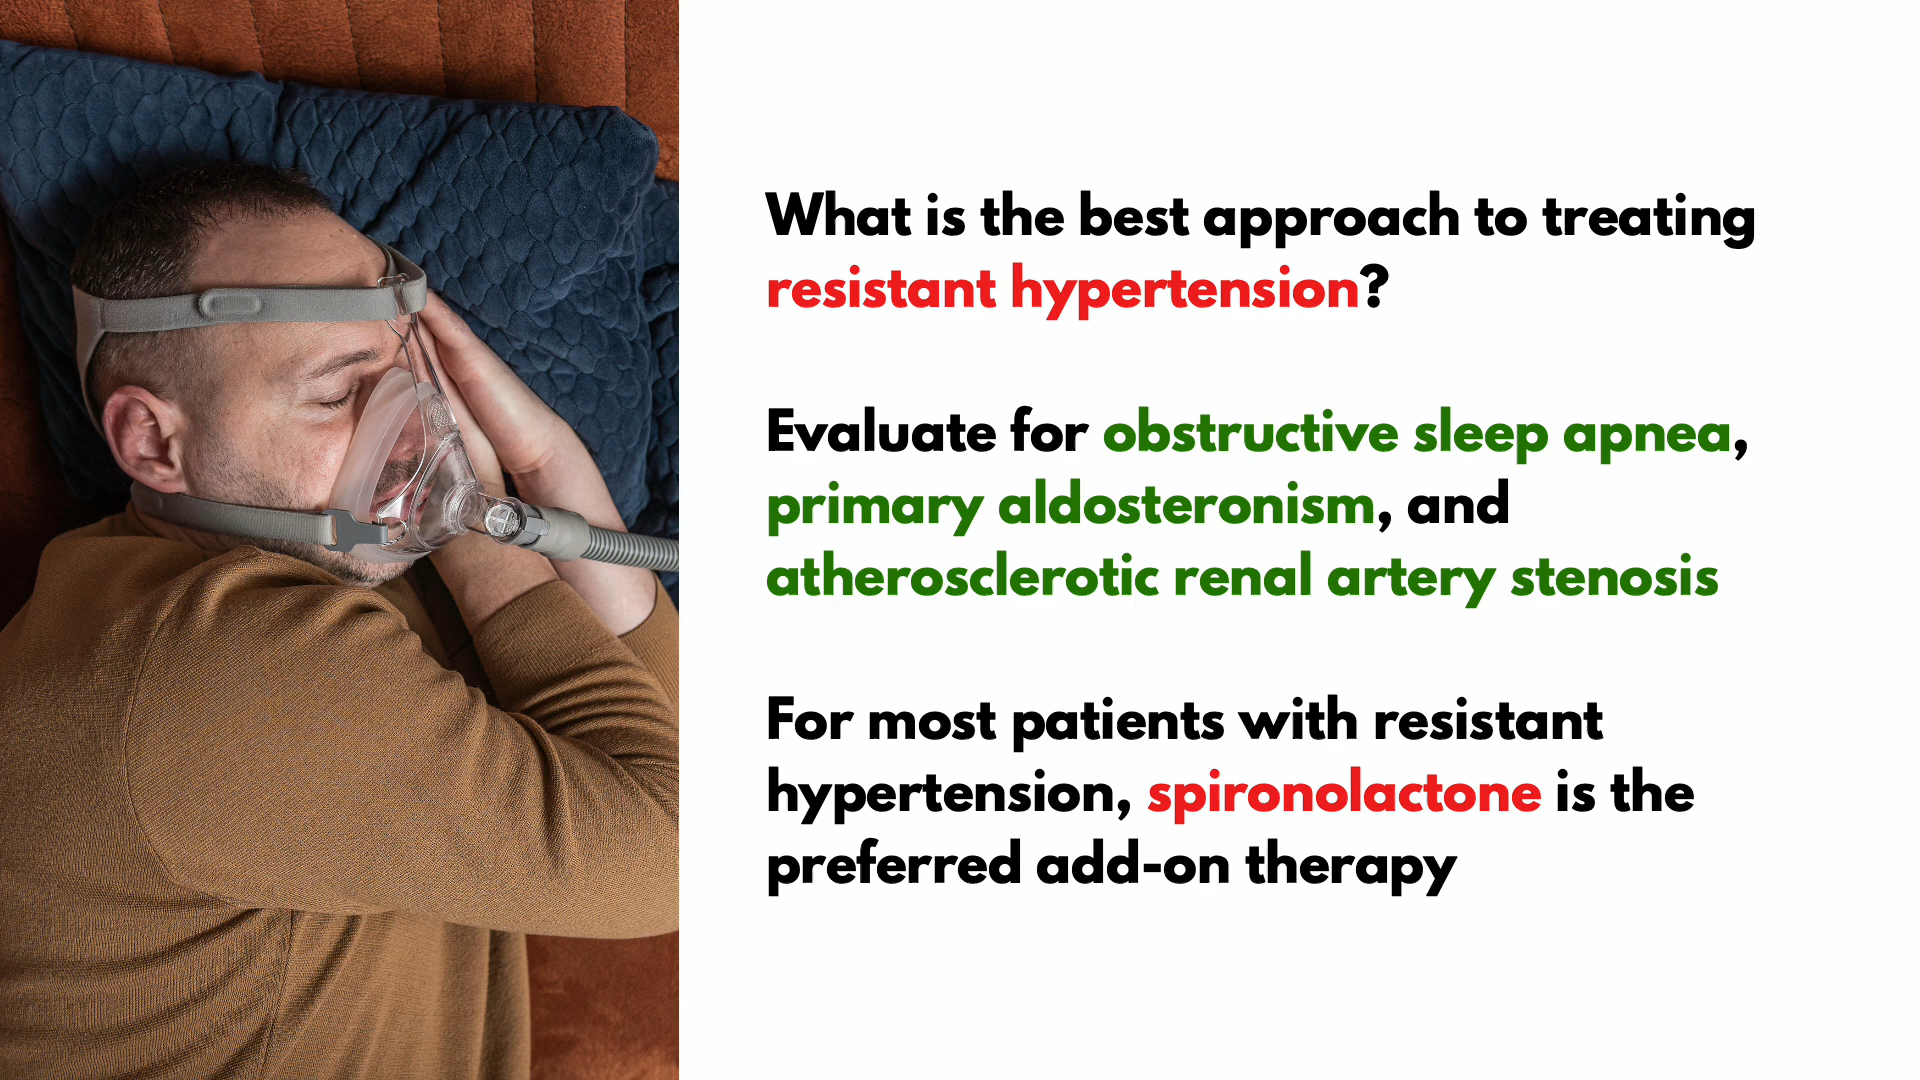 What is the best approach to treating
resistant hypertension?
Evaluate for obstructive sleep apnea,
primary aldosteronism, and
atherosclerotic renal artery stenosis
For most patients with resistant
hypertension, spironolactone is the
preferred add-on therapy